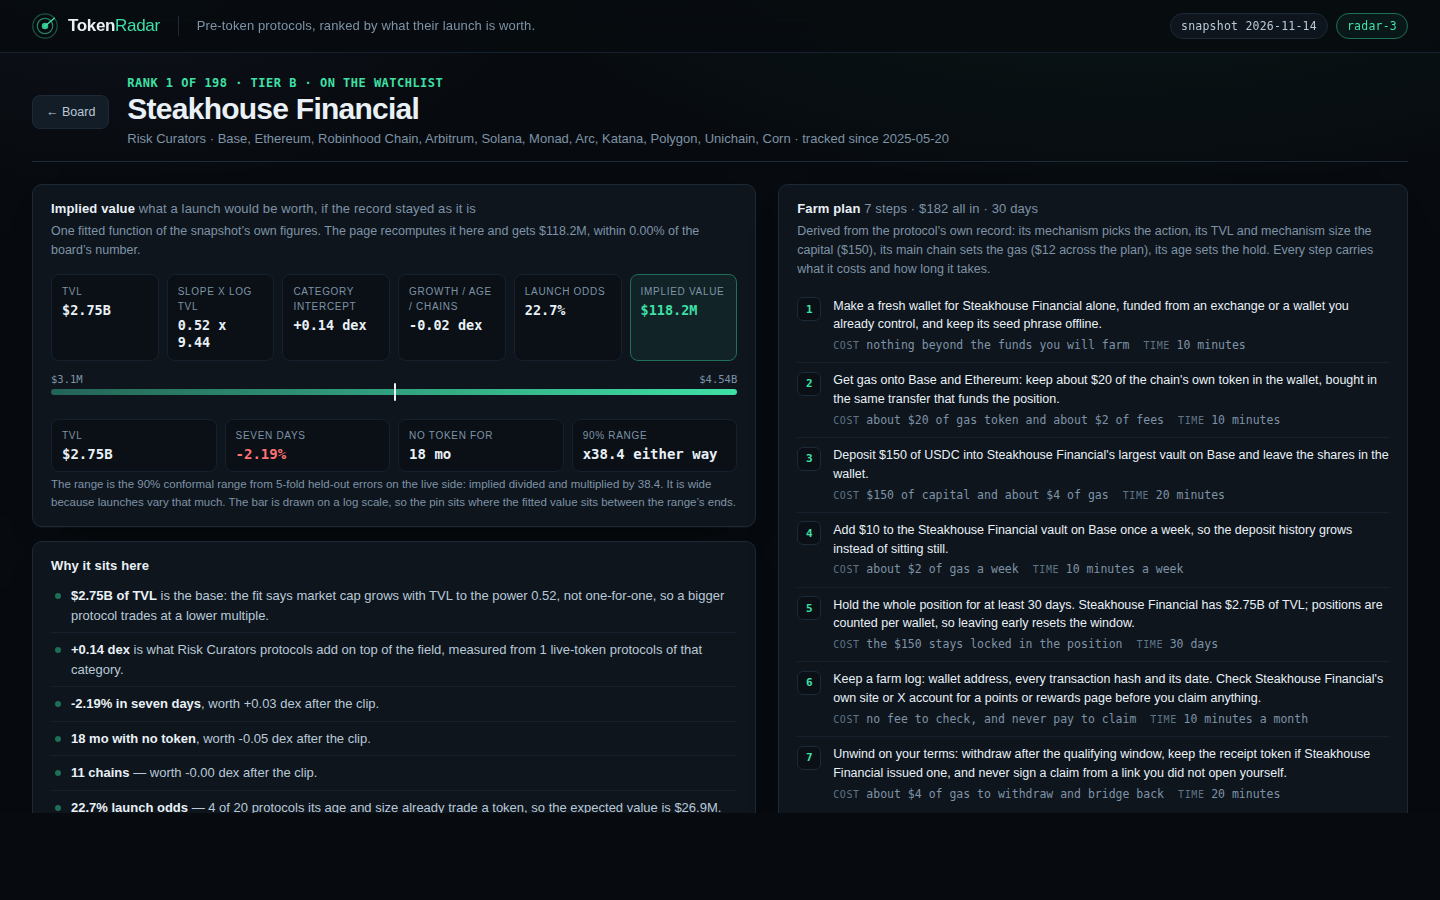 TokenRadar
Pre-token protocols, ranked by what their launch is worth.
snapshot 2026-11-14
radar-3
← Board
RANK 1 OF 198 · TIER B · ON THE WATCHLIST
Steakhouse Financial
Risk Curators · Base, Ethereum, Robinhood Chain, Arbitrum, Solana, Monad, Arc, Katana, Polygon, Unichain, Corn · tracked since 2025-05-20
Implied value what a launch would be worth, if the record stayed as it is
One fitted function of the snapshot's own figures. The page recomputes it here and gets $118.2M, within 0.00% of the
board's number.
TVL
$2.75B
SLOPE X LOG
TVL
0.52 x
9.44
CATEGORY
INTERCEPT
+0.14 dex
GROWTH / AGE
/ CHAINS
-0.02 dex
LAUNCH ODDS
22.7%
IMPLIED VALUE
$118.2M
$3.1M
$4.54B
TVL
$2.75B
SEVEN DAYS
-2.19%
NO TOKEN FOR
18 mo
90% RANGE
x38.4 either way
The range is the 90% conformal range from 5-fold held-out errors on the live side: implied divided and multiplied by 38.4. It is wide
because launches vary that much. The bar is drawn on a log scale, so the pin sits where the fitted value sits between the range's ends.
Why it sits here
$2.75B of TVL is the base: the fit says market cap grows with TVL to the power 0.52, not one-for-one, so a bigger
protocol trades at a lower multiple.
+0.14 dex is what Risk Curators protocols add on top of the field, measured from 1 live-token protocols of that
category.
-2.19% in seven days, worth +0.03 dex after the clip.
18 mo with no token, worth -0.05 dex after the clip.
11 chains — worth -0.00 dex after the clip.
22.7% launch odds — 4 of 20 protocols its age and size already trade a token, so the expected value is $26.9M.
Farm plan 7 steps · $182 all in · 30 days
Derived from the protocol's own record: its mechanism picks the action, its TVL and mechanism size the
capital ($150), its main chain sets the gas ($12 across the plan), its age sets the hold. Every step carries
what it costs and how long it takes.
1
Make a fresh wallet for Steakhouse Financial alone, funded from an exchange or a wallet you
already control, and keep its seed phrase offline.
COST nothing beyond the funds you will farm TIME 10 minutes
2
Get gas onto Base and Ethereum: keep about $20 of the chain's own token in the wallet, bought in
the same transfer that funds the position.
COST about $20 of gas token and about $2 of fees TIME 10 minutes
3
Deposit $150 of USDC into Steakhouse Financial's largest vault on Base and leave the shares in the
wallet.
COST $150 of capital and about $4 of gas TIME 20 minutes
4
Add $10 to the Steakhouse Financial vault on Base once a week, so the deposit history grows
instead of sitting still.
COST about $2 of gas a week TIME 10 minutes a week
5
Hold the whole position for at least 30 days. Steakhouse Financial has $2.75B of TVL; positions are
counted per wallet, so leaving early resets the window.
COST the $150 stays locked in the position TIME 30 days
6
Keep a farm log: wallet address, every transaction hash and its date. Check Steakhouse Financial's
own site or X account for a points or rewards page before you claim anything.
COST no fee to check, and never pay to claim TIME 10 minutes a month
7
Unwind on your terms: withdraw after the qualifying window, keep the receipt token if Steakhouse
Financial issued one, and never sign a claim from a link you did not open yourself.
COST about $4 of gas to withdraw and bridge back TIME 20 minutes